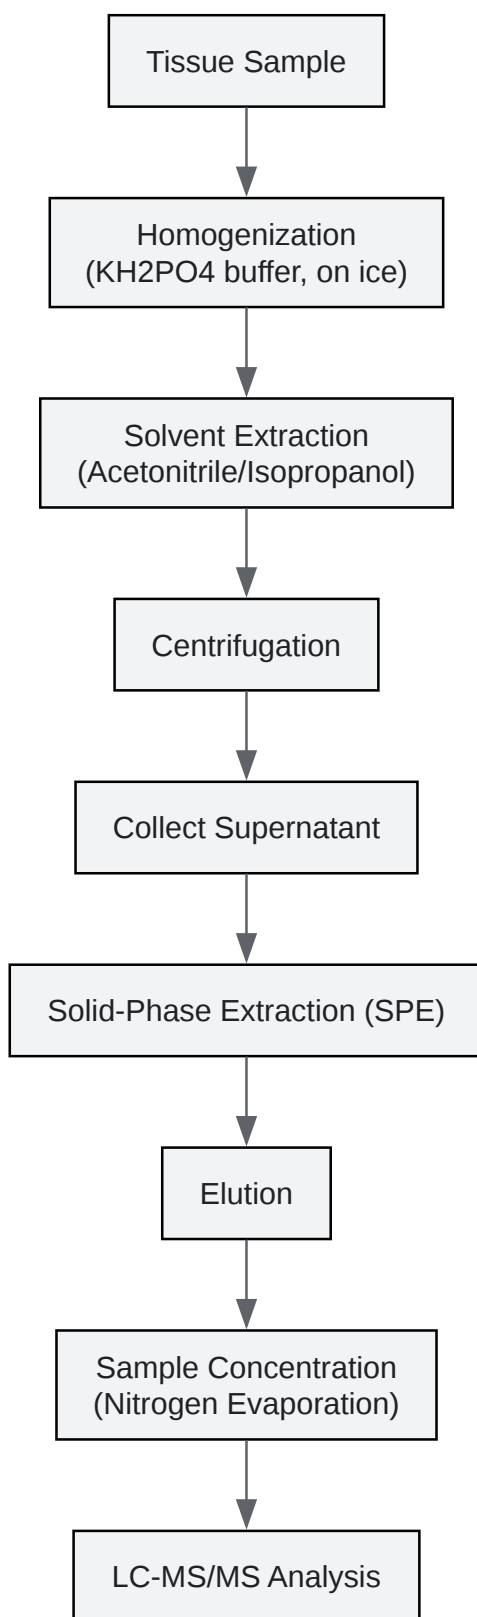 Tissue Sample
Homogenization
(KH2PO4 buffer, on ice)
Solvent Extraction
(Acetonitrile/Isopropanol)
Centrifugation
Collect Supernatant
Solid-Phase Extraction (SPE)
Elution
Sample Concentration
(Nitrogen Evaporation)
LC-MS/MS Analysis